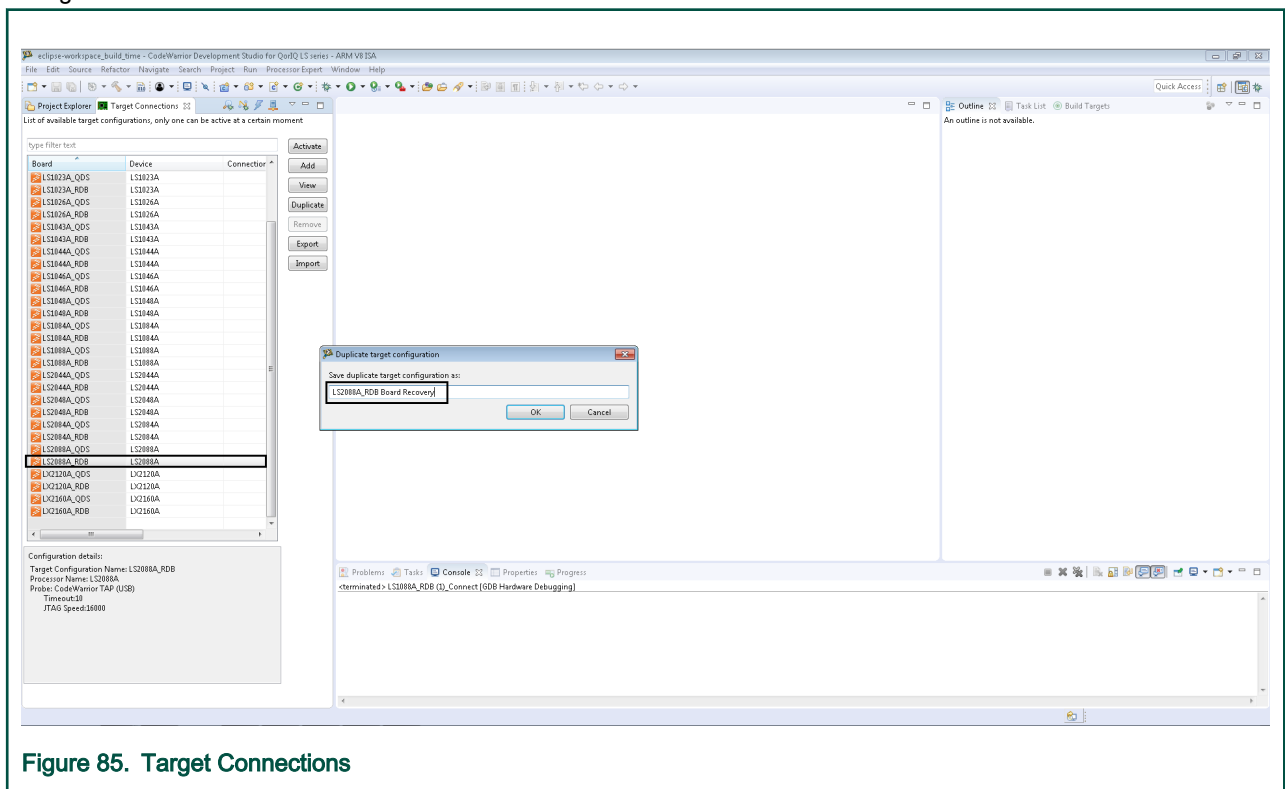 eclipse-workspace_build_time - CodeWarrior Development Studio for QorIQ LS series - ARM V8 ISA
File Edit Source Refactor Navigate Search Project Run Processor Expert Window Help
Quick Access
Project Explorer Target Connections
List of available target configurations, only one can be active at a certain moment
type filter text
Activate
Board Device Connection
Add
LS1023A_QDS LS1023A
View
LS1023A_RDB LS1023A
LS1026A_QDS LS1026A
Duplicate
LS1026A_RDB LS1026A
Remove
LS1043A_QDS LS1043A
LS1043A_RDB LS1043A
Export
LS1044A_QDS LS1044A
LS1044A_RDB LS1044A
Import
LS1046A_QDS LS1046A
LS1046A_RDB LS1046A
LS1048A_QDS LS1048A
LS1048A_RDB LS1048A
LS1084A_QDS LS1084A
LS1084A_RDB LS1084A
LS1088A_QDS LS1088A
LS1088A_RDB LS1088A
LS2044A_QDS LS2044A
LS2044A_RDB LS2044A
LS2048A_QDS LS2048A
LS2048A_RDB LS2048A
LS2084A_QDS LS2084A
LS2084A_RDB LS2084A
LS2088A_QDS LS2088A
LS2088A_RDB LS2088A
LX2120A_QDS LX2120A
LX2120A_RDB LX2120A
LX2160A_QDS LX2160A
LX2160A_RDB LX2160A
Configuration details:
Target Configuration Name: LS2088A_RDB
Processor Name: LS2088A
Probe: CodeWarrior TAP (USB)
Timeout:10
JTAG Speed:16000
Duplicate target configuration
Save duplicate target configuration as:
LS2088A_RDB Board Recovery
OK Cancel
Outline Task List Build Targets
An outline is not available.
Problems Tasks Console Properties Progress
<terminated> LS1088A_RDB (1)_Connect [GDB Hardware Debugging]
Figure 85. Target Connections